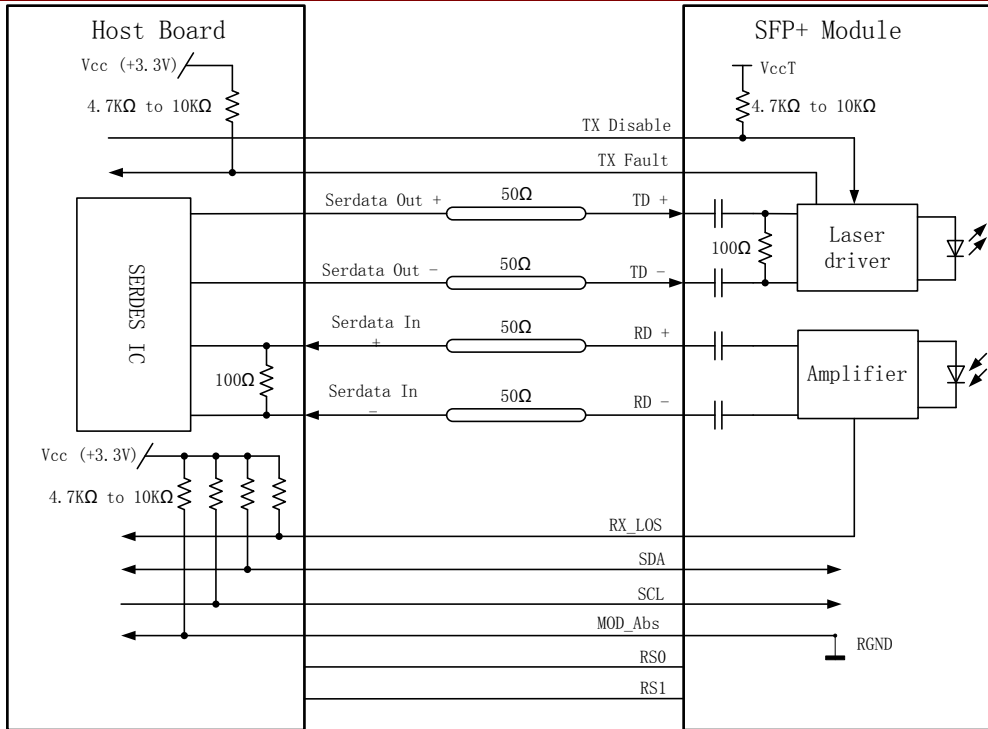 Host Board
SFP+ Module
Vcc (+3.3V)
VccT
4.7KΩ to 10KΩ
4.7KΩ to 10KΩ
TX Disable
TX Fault
Serdata Out +
50Ω
TD +
100Ω
Laser
driver
Serdata Out -
50Ω
TD -
SERDES IC
Serdata In
+
50Ω
RD +
100Ω
Amplifier
Serdata In
-
50Ω
RD -
Vcc (+3.3V)
4.7KΩ to 10KΩ
RX_LOS
SDA
SCL
MOD_Abs
RGND
RS0
RS1